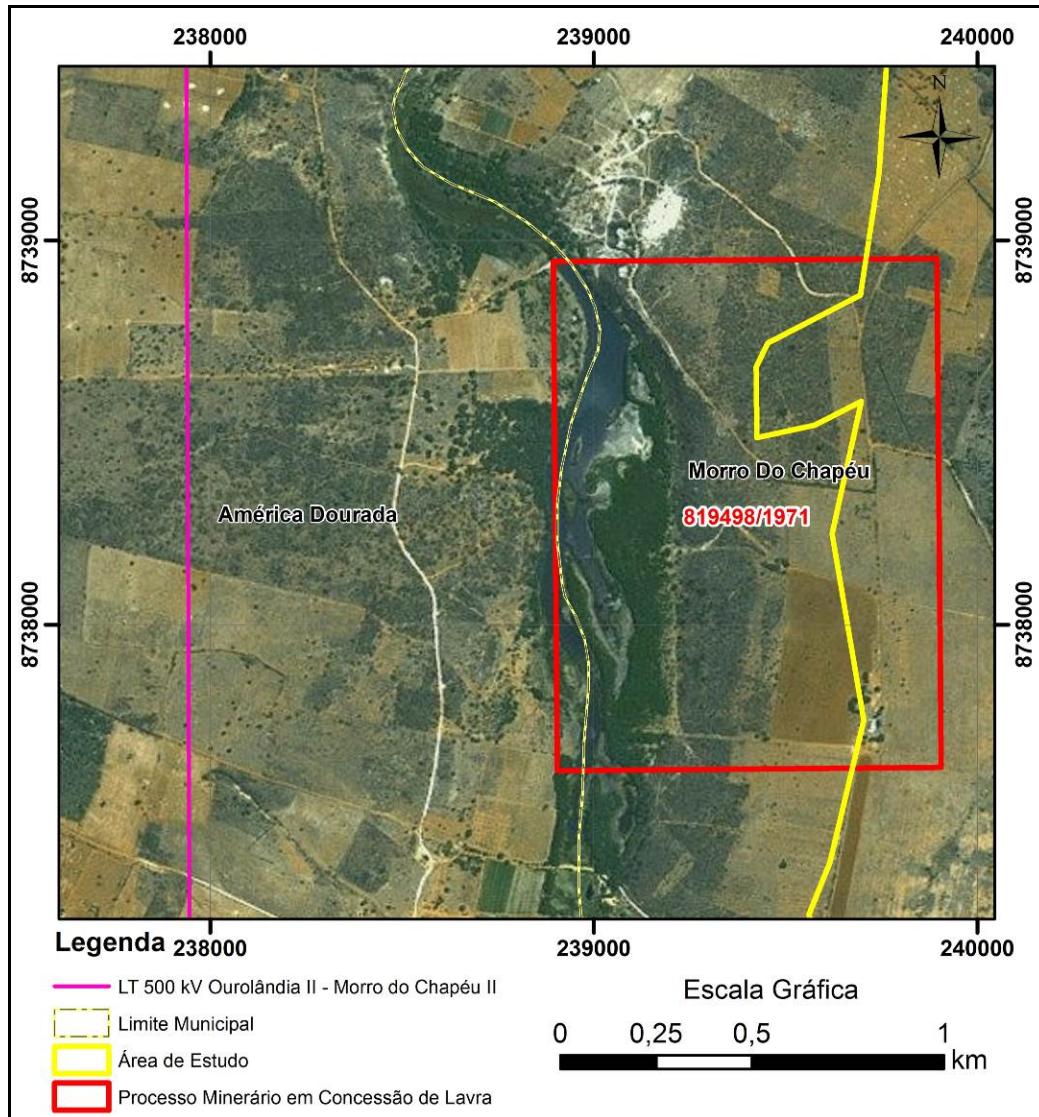 238000 239000 240000
N
8739000 8739000
Morro Do Chapéu
América Dourada 819498/1971
8738000 8738000
Legenda 238000 239000 240000
LT 500 kV Ourolândia II - Morro do Chapéu II
Limite Municipal
Área de Estudo
Processo Minerário em Concessão de Lavra
Escala Gráfica
0 0,25 0,5 1
km